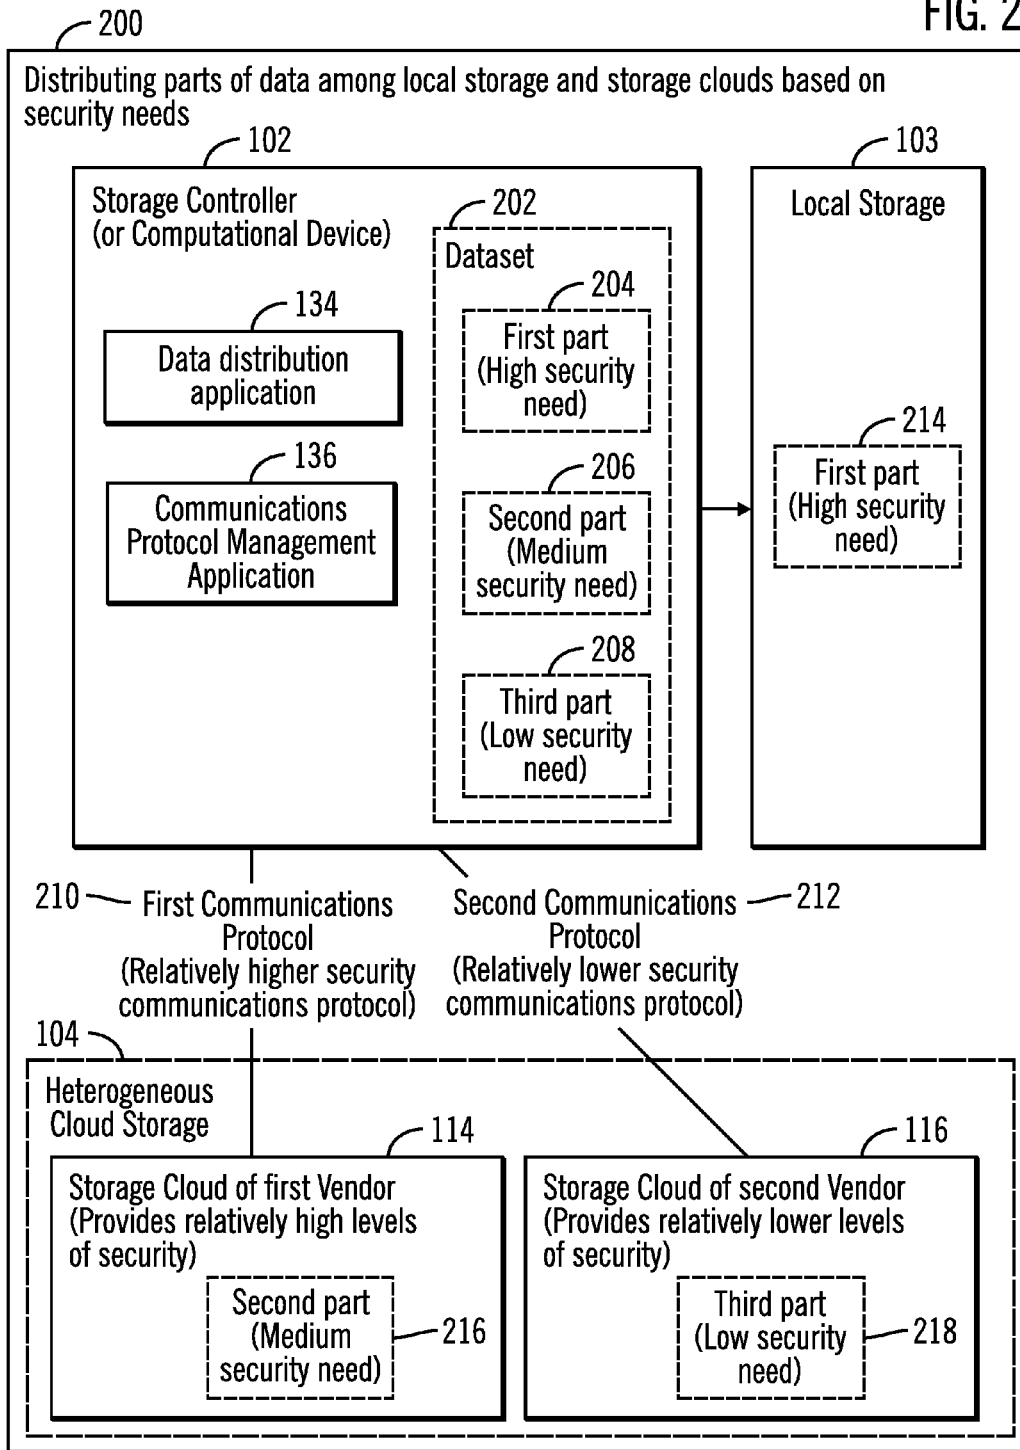 FIG. 2
200
Distributing parts of data among local storage and storage clouds based on
security needs
102
103
Storage Controller
(or Computational Device)
202
Dataset
Local Storage
134
Data distribution
application
204
First part
(High security
need)
136
Communications
Protocol Management
Application
206
Second part
(Medium
security need)
214
First part
(High security
need)
208
Third part
(Low security
need)
210
First Communications
Protocol
(Relatively higher security
communications protocol)
Second Communications
Protocol
(Relatively lower security
communications protocol)
212
104
Heterogeneous
Cloud Storage
114
Storage Cloud of first Vendor
(Provides relatively high levels
of security)
Second part
(Medium
security need)
216
116
Storage Cloud of second Vendor
(Provides relatively lower levels
of security)
Third part
(Low security
need)
218